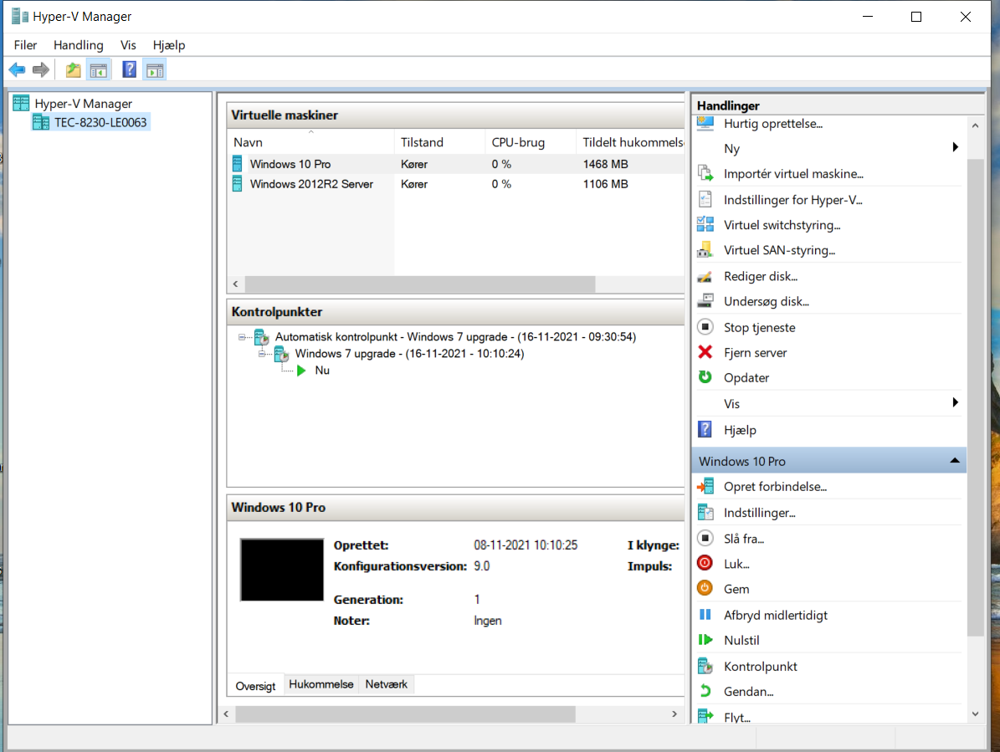 Hyper-V Manager
Filer Handling Vis Hjælp
Hyper-V Manager
TEC-8230-LE0063
Virtuelle maskiner
Navn Tilstand CPU-brug Tildelt hukommels
Windows 10 Pro Kører 0 % 1468 MB
Windows 2012R2 Server Kører 0 % 1106 MB
Kontrolpunkter
Automatisk kontrolpunkt - Windows 7 upgrade - (16-11-2021 - 09:30:54)
Windows 7 upgrade - (16-11-2021 - 10:10:24)
Nu
Windows 10 Pro
Oprettet: 08-11-2021 10:10:25 I klynge:
Konfigurationsversion: 9.0 Impuls:
Generation: 1
Noter: Ingen
Oversigt Hukommelse Netværk
Handlinger
Hurtig oprettelse...
Ny
Importér virtuel maskine...
Indstillinger for Hyper-V...
Virtuel switchstyring...
Virtuel SAN-styring...
Rediger disk...
Undersøg disk...
Stop tjeneste
Fjern server
Opdater
Vis
Hjælp
Windows 10 Pro
Opret forbindelse...
Indstillinger...
Slå fra...
Luk...
Gem
Afbryd midlertidigt
Nulstil
Kontrolpunkt
Gendan...
Flyt...